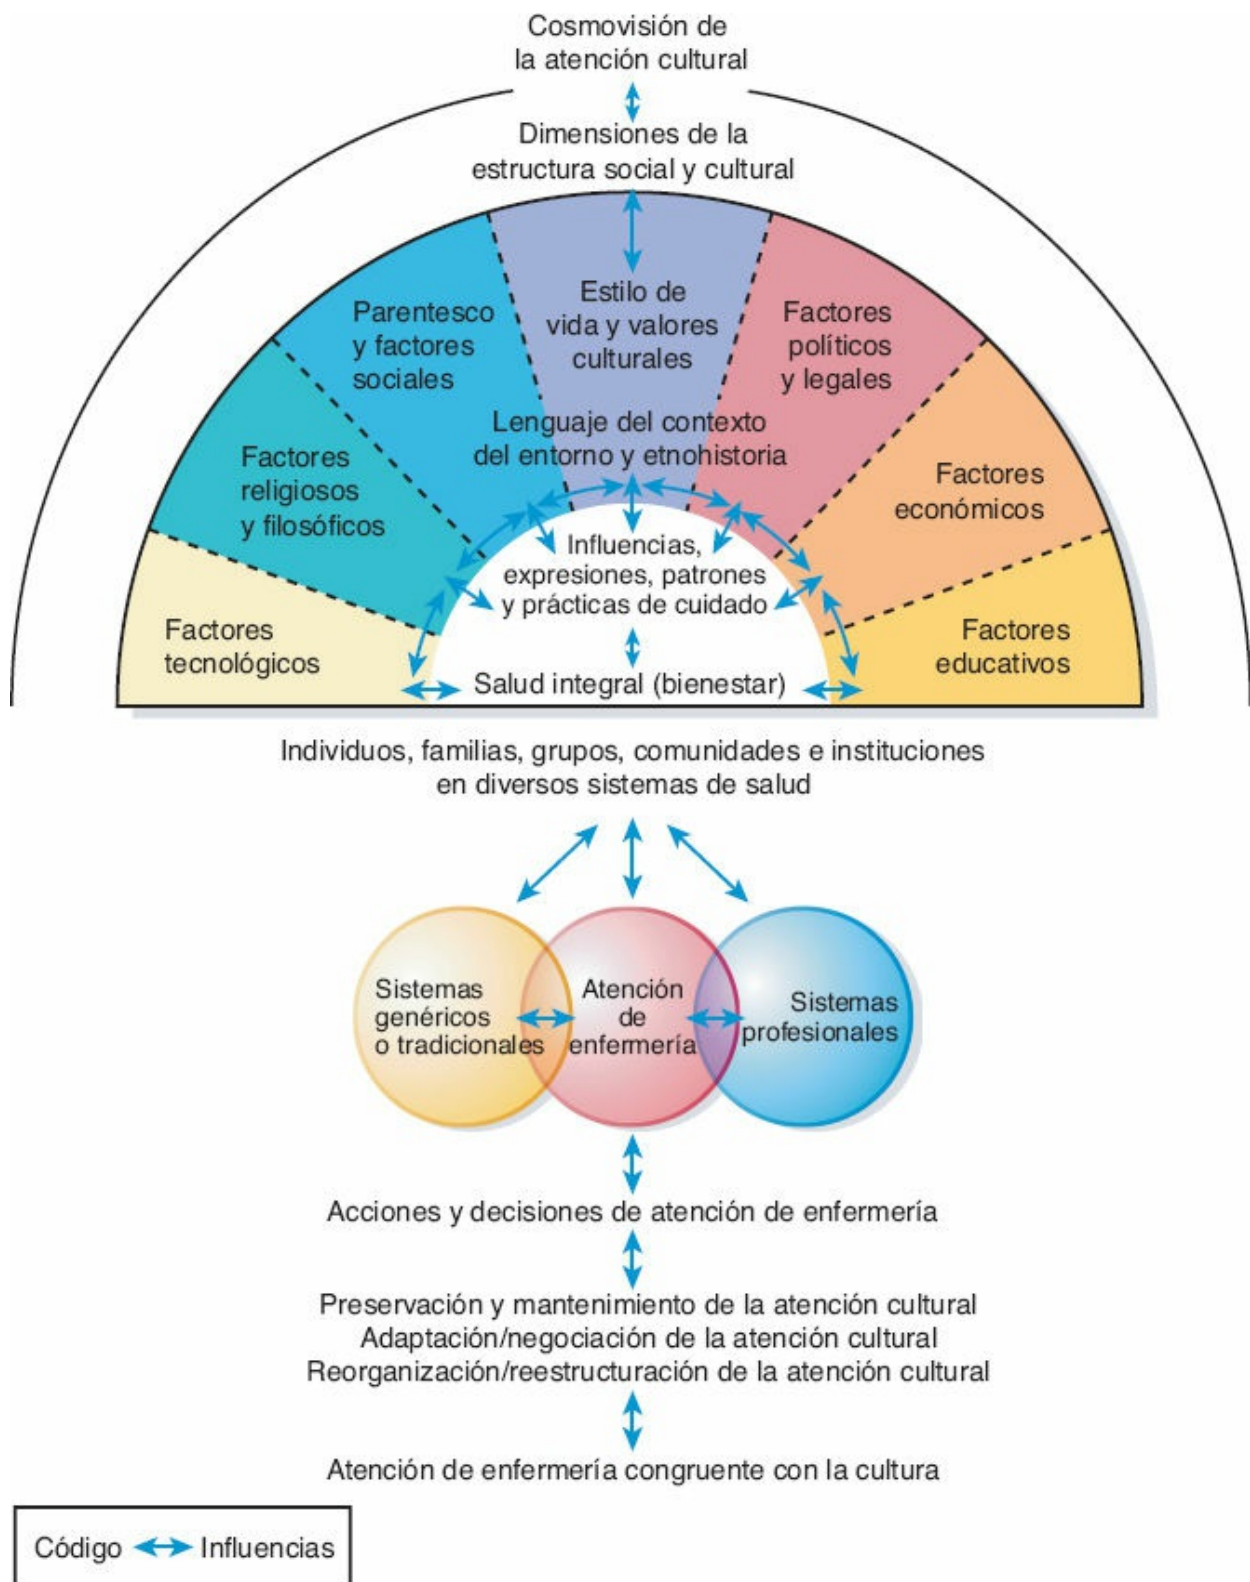 Cosmovisión de
la atención cultural
Dimensiones de la
estructura social y cultural
Estilo de
vida y valores
culturales
Parentesco
y factores
sociales
Factores
políticos
y legales
Lenguaje del contexto
del entorno y etnohistoria
Factores
religiosos
y filosóficos
Factores
económicos
Influencias,
expresiones, patrones
y prácticas de cuidado
Factores
tecnológicos
Factores
educativos
Salud integral (bienestar)
Individuos, familias, grupos, comunidades e instituciones
en diversos sistemas de salud
Sistemas
genéricos
o tradicionales
Atención
de
enfermería
Sistemas
profesionales
Acciones y decisiones de atención de enfermería
Preservación y mantenimiento de la atención cultural
Adaptación/negociación de la atención cultural
Reorganización/reestructuración de la atención cultural
Atención de enfermería congruente con la cultura
Código Influencias